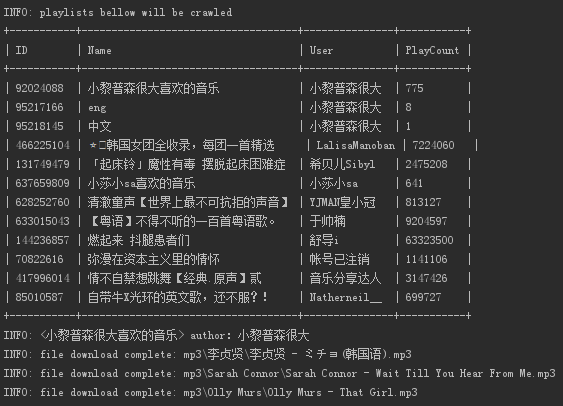 INFO: playlists bellow will be crawled
+----------+--------------------------------+--------------+-----------+
| ID | Name | User | PlayCount |
+----------+--------------------------------+--------------+-----------+
| 92024088 | 小黎普森很大喜欢的音乐 | 小黎普森很大 | 775
| 95217166 | eng | 小黎普森很大 | 8
| 95218145 | 中文 | 小黎普森很大 | 1
| 466225104 | ⭐️韩国女团全收录，每团一首精选 | LalisaManoban | 7224060 |
| 131749479 | 「起床铃」魔性有毒 摆脱起床困难症 | 希贝儿Sibyl | 2475208 |
| 637659809 | 小莎小sa喜欢的音乐 | 小莎小sa | 641 |
| 628252760 | 清澈童声【世界上最不可抗拒的声音】 | YJMAN皇小冠 | 813127 |
| 633015043 | 【粤语】不得不听的一百首粤语歌。 | 于帅楠 | 9204597 |
| 144236857 | 燃起来 抖腿患者们 | 舒导i | 63323500 |
| 70822616 | 弥漫在资本主义里的情怀 | 帐号已注销 | 1141106 |
| 417996014 | 情不自禁想跳舞【经典.原声】贰 | 音乐分享达人 | 3147426 |
| 85010587 | 自带牛X光环的英文歌，还不服？！ | Natherneil__ | 699727 |
+----------+--------------------------------+--------------+-----------+
INFO: <小黎普森很大喜欢的音乐> author: 小黎普森很大
INFO: file download complete: mp3\李贞贤\李贞贤 - (韩国语).mp3
INFO: file download complete: mp3\Sarah Connor\Sarah Connor - Wait Till You Hear From Me.mp3
INFO: file download complete: mp3\Olly Murs\Olly Murs - That Girl.mp3